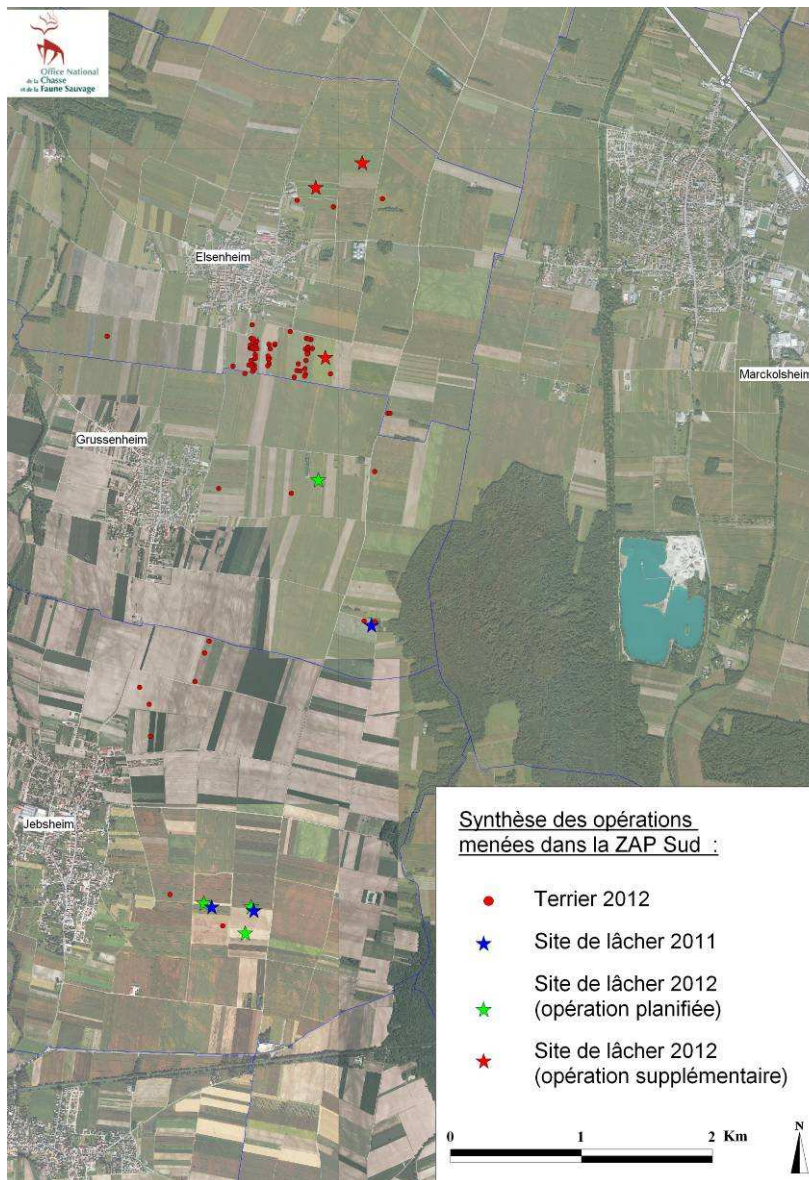 Office National
de la Chasse
et de la Faune Sauvage
Elsenheim
Marckolsheim
Grussenheim
Jebsheim
Synthèse des opérations
menées dans la ZAP Sud :
Terrier 2012
Site de lâcher 2011
Site de lâcher 2012
(opération planifiée)
Site de lâcher 2012
(opération supplémentaire)
0 1 2 Km
N